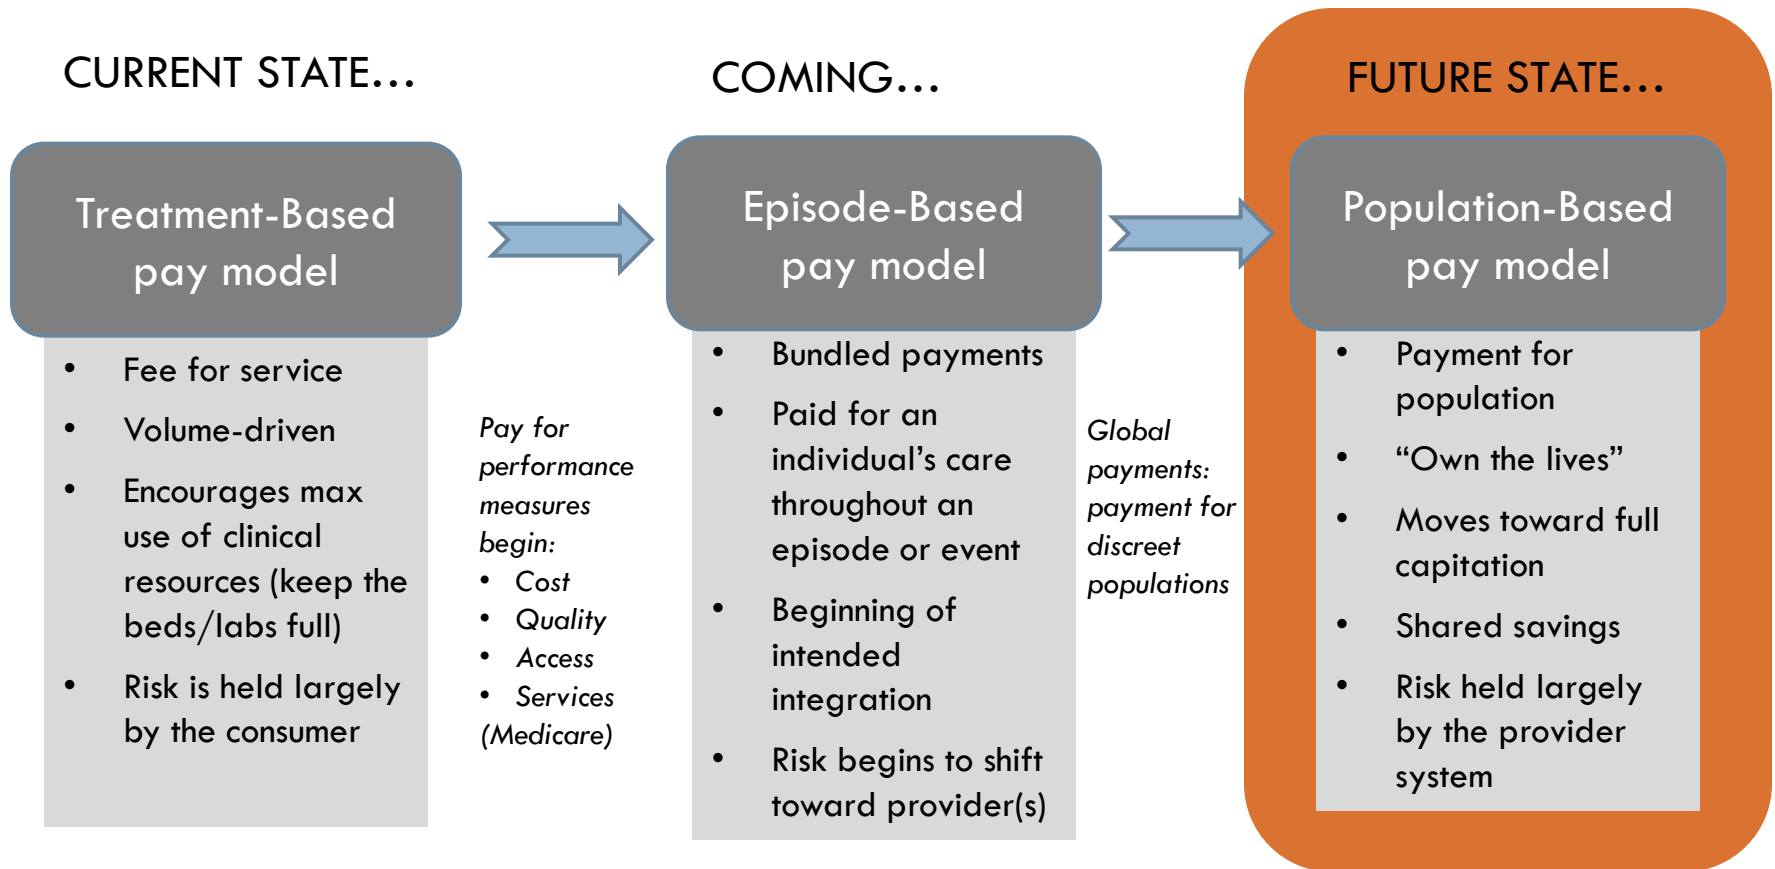 CURRENT STATE…
Treatment-Based
pay model
• Fee for service
• Volume-driven
• Encourages max
use of clinical
resources (keep the
beds/labs full)
• Risk is held largely
by the consumer
Pay for
performance
measures
begin:
• Cost
• Quality
• Access
• Services
(Medicare)
COMING…
Episode-Based
pay model
• Bundled payments
• Paid for an
individual’s care
throughout an
episode or event
• Beginning of
intended
integration
• Risk begins to shift
toward provider(s)
Global
payments:
payment for
discreet
populations
FUTURE STATE…
Population-Based
pay model
• Payment for
population
• “Own the lives”
• Moves toward full
capitation
• Shared savings
• Risk held largely
by the provider
system